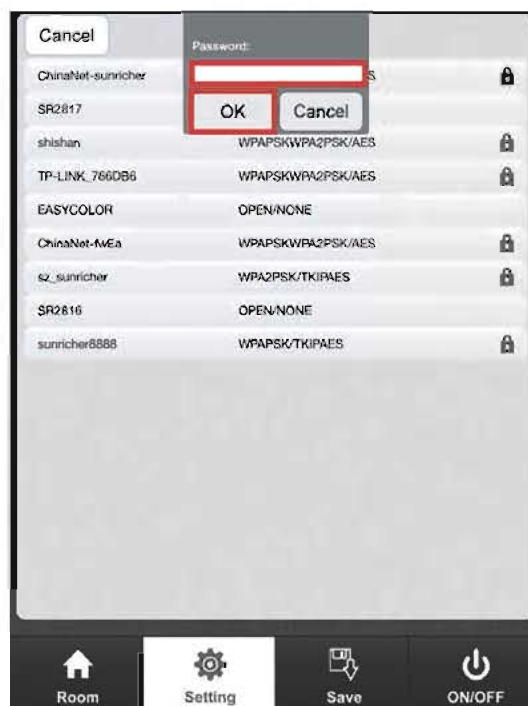 Cancel
Password:
ChinaNet-sunricher S
SR2817
OK Cancel
shishan WPAPSKWPA2PSK/AES
TP-LINK_766DB6 WPAPSKWPA2PSK/AES
EASYCOLOR OPEN/NONE
ChinaNet-fwEa WPAPSKWPA2PSK/AES
sz_sunricher WPA2PSK/TKIPAES
SR2816 OPEN/NONE
sunricher8888 WPAPSK/TKIPAES
Room Setting Save ON/OFF